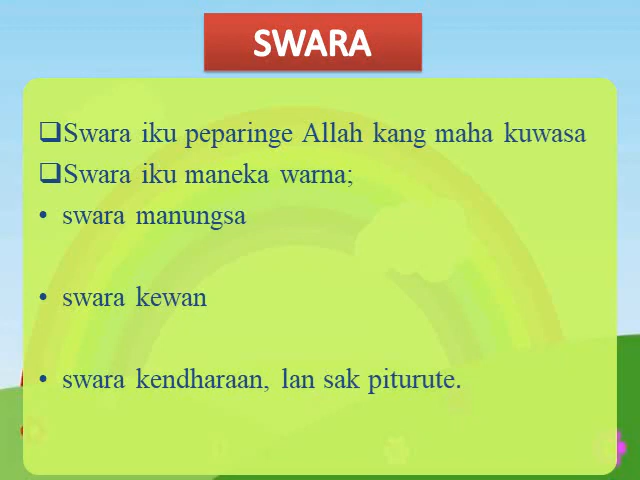 SWARA
❑Swara iku peparinge Allah kang maha kuwasa
❑Swara iku maneka warna;
• swara manungsa
• swara kewan
• swara kendharaan, lan sak piturute.